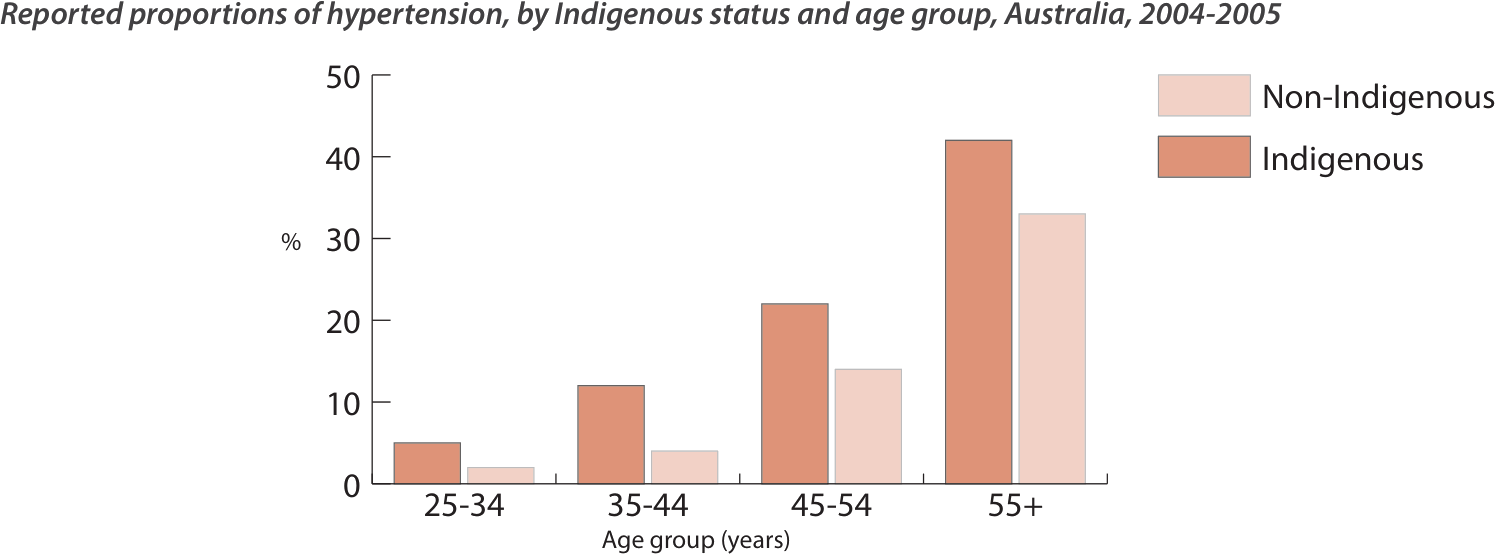 Reported proportions of hypertension, by Indigenous status and age group, Australia, 2004-2005
50
40
30
20
10
0
%
25-34 35-44 45-54 55+
Age group (years)
Non-Indigenous
Indigenous